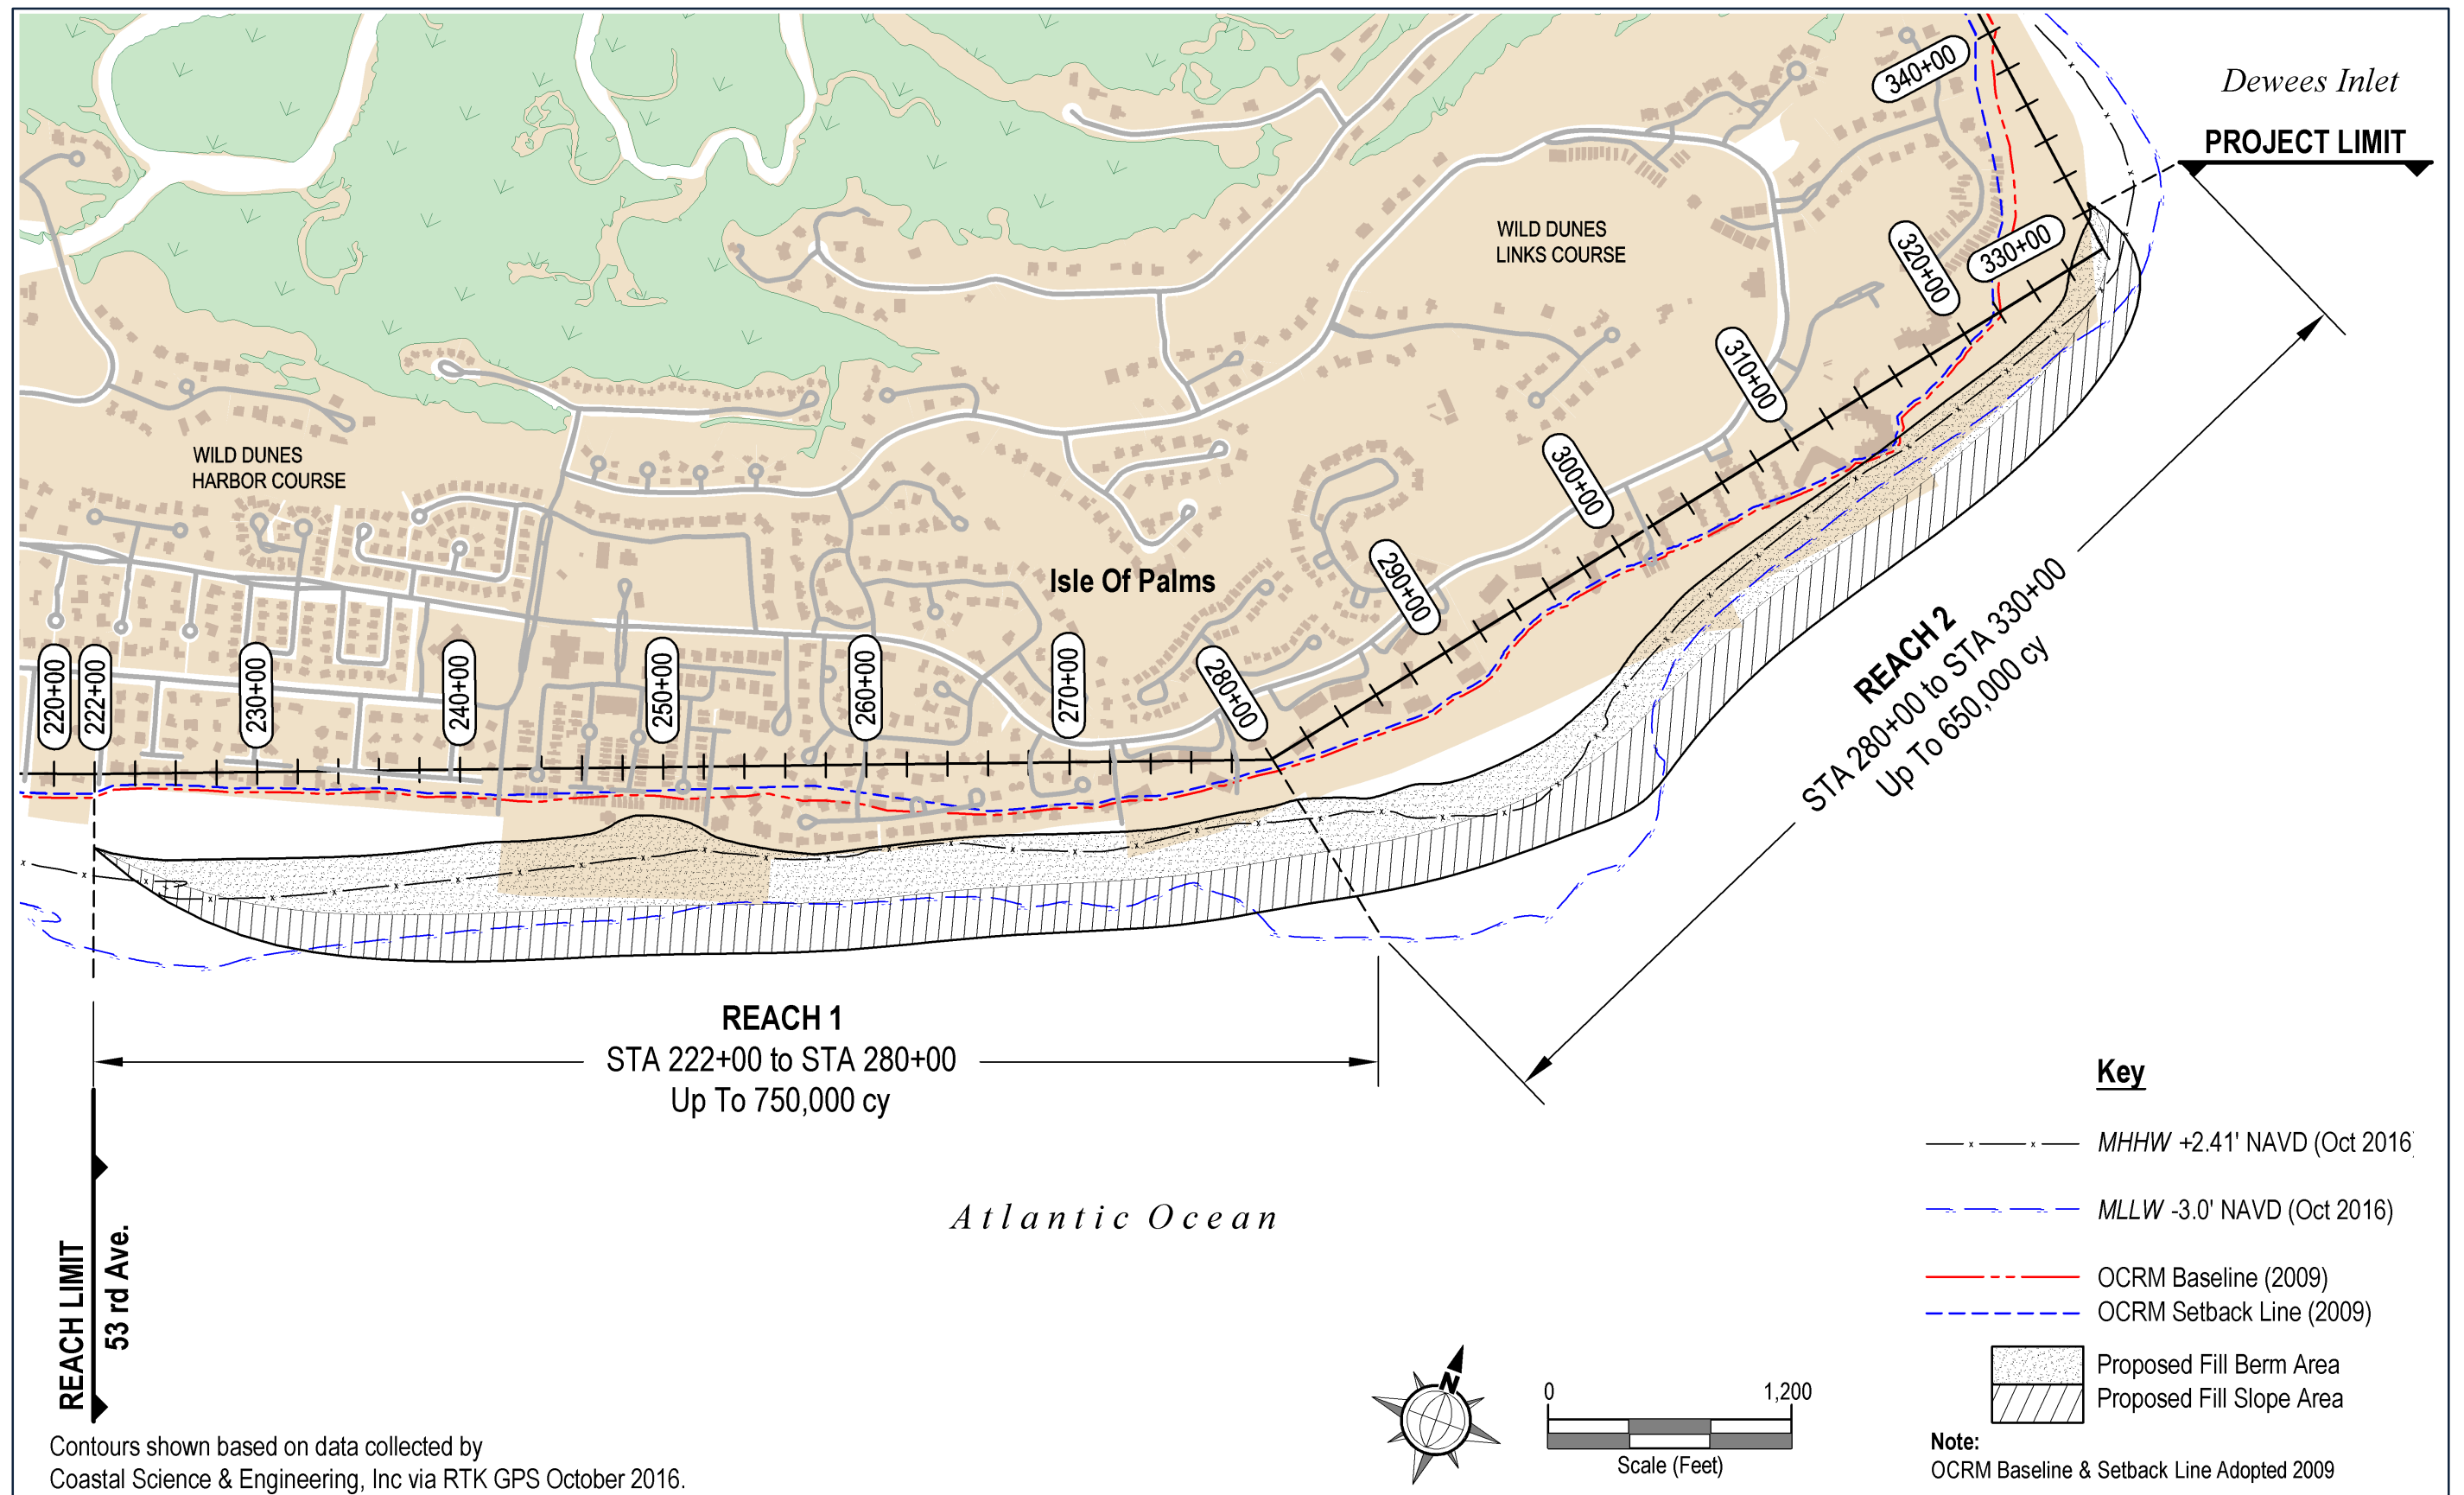 Dewees Inlet
PROJECT LIMIT
340+00
330+00
320+00
310+00
300+00
290+00
280+00
270+00
260+00
250+00
240+00
230+00
222+00
220+00
WILD DUNES
LINKS COURSE
WILD DUNES
HARBOR COURSE
Isle Of Palms
REACH 2
STA 280+00 to STA 330+00
Up To 650,000 cy
REACH 1
STA 222+00 to STA 280+00
Up To 750,000 cy
Atlantic Ocean
REACH LIMIT
53 rd Ave.
Key
MHHW +2.41' NAVD (Oct 2016)
MLLW -3.0' NAVD (Oct 2016)
OCRM Baseline (2009)
OCRM Setback Line (2009)
Proposed Fill Berm Area
Proposed Fill Slope Area
Note:
OCRM Baseline & Setback Line Adopted 2009
N
0 1,200
Scale (Feet)
Contours shown based on data collected by
Coastal Science & Engineering, Inc via RTK GPS October 2016.